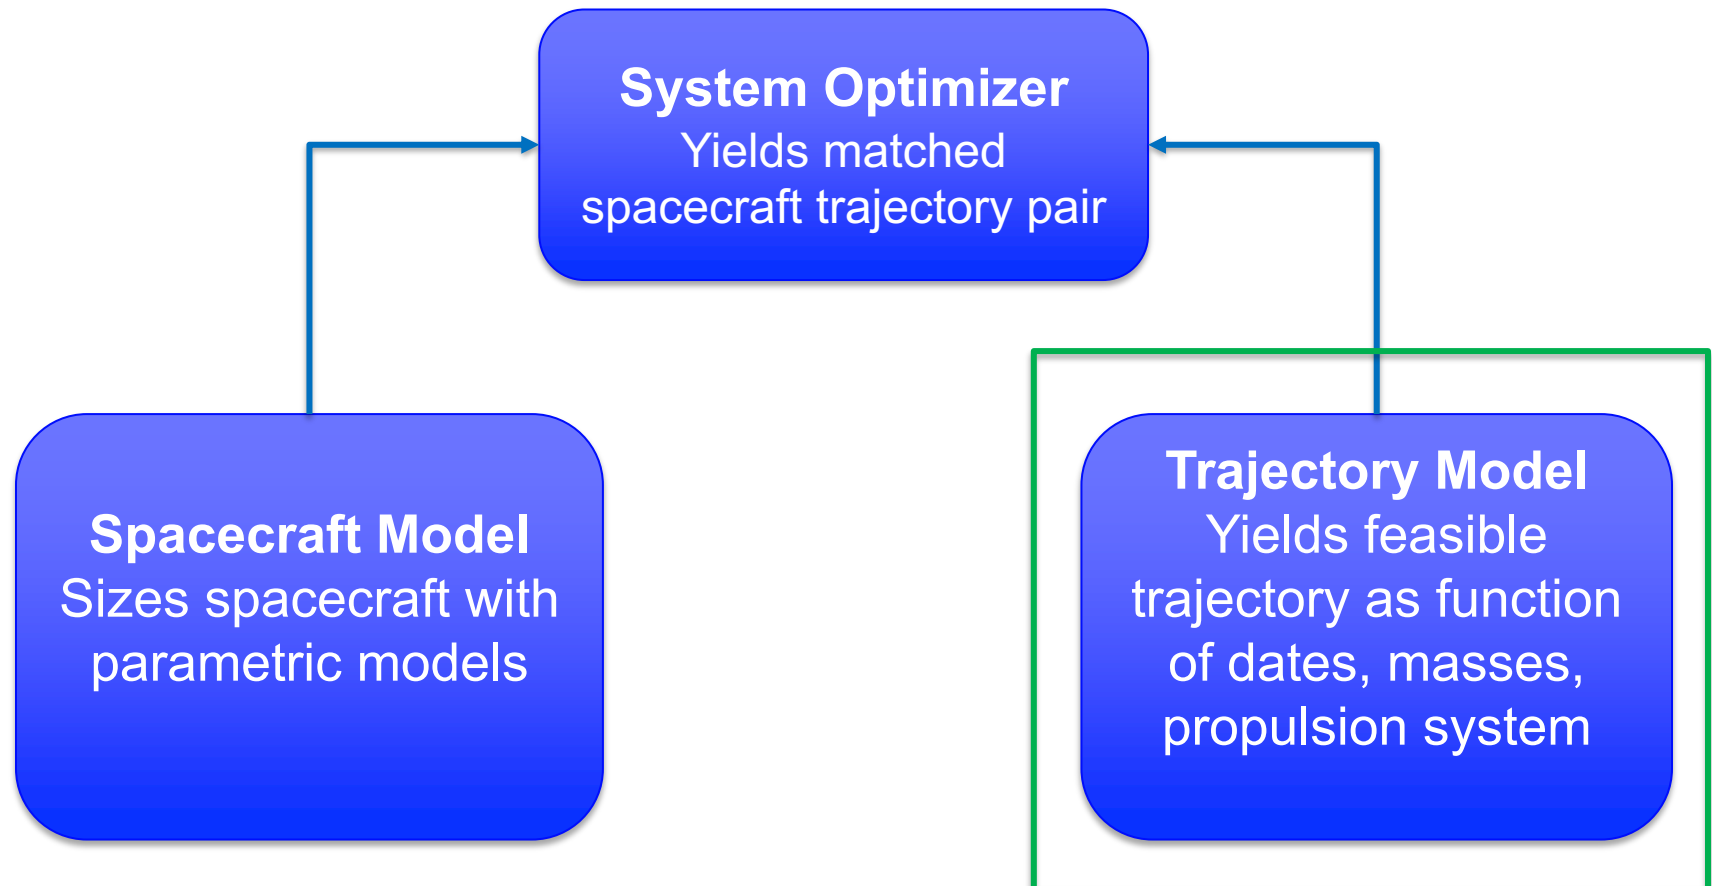 System Optimizer
Yields matched
spacecraft trajectory pair
Spacecraft Model
Sizes spacecraft with
parametric models
Trajectory Model
Yields feasible
trajectory as function
of dates, masses,
propulsion system